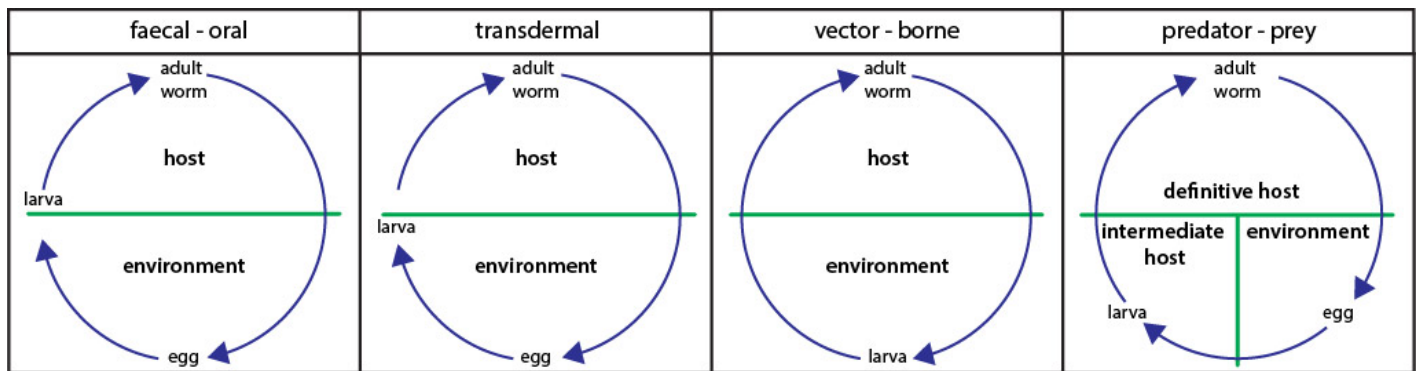 faecal - oral
adult
worm
host
larva
environment
egg
transdermal
adult
worm
host
larva
environment
egg
vector - borne
adult
worm
host
environment
larva
predator - prey
adult
worm
definitive host
intermediate
host
environment
larva
egg